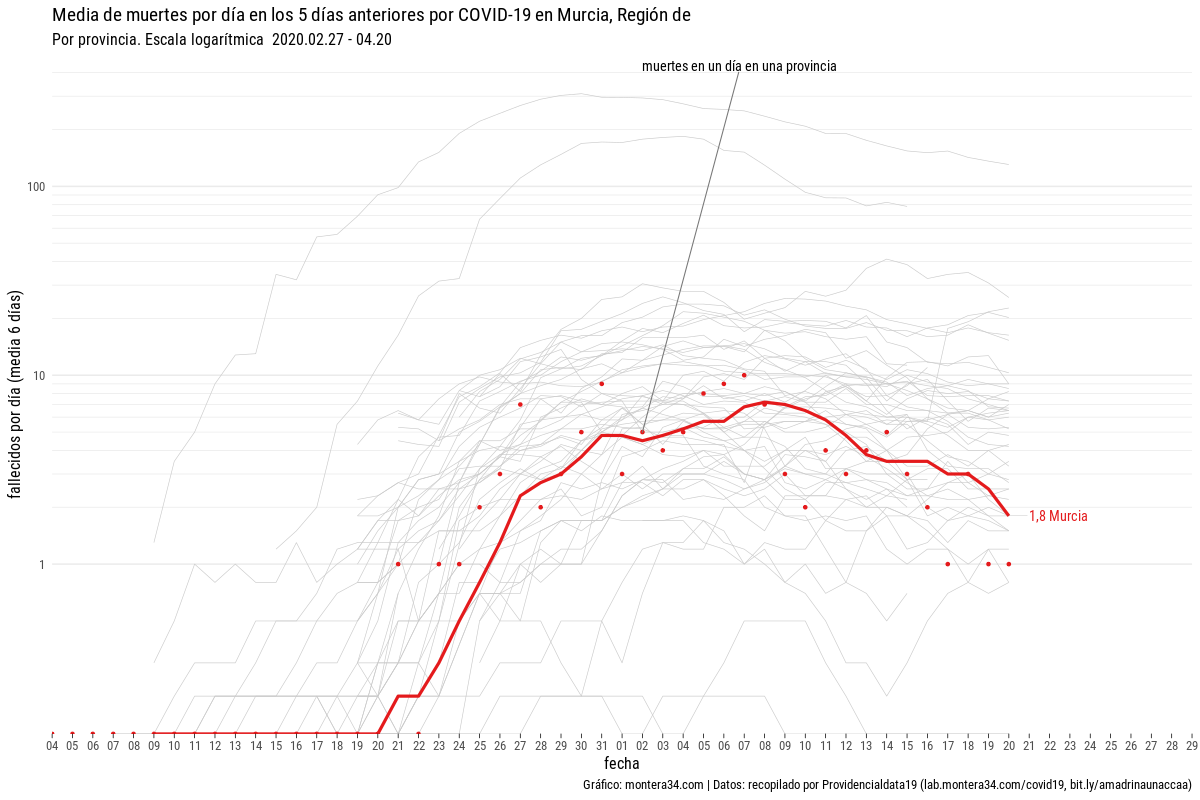 Media de muertes por día en los 5 días anteriores por COVID-19 en Murcia, Región de
Por provincia. Escala logarítmica 2020.02.27 - 04.20
muertes en un día en una provincia
100
10
1
fallecidos por día (media 6 días)
1,8 Murcia
04 05 06 07 08 09 10 11 12 13 14 15 16 17 18 19 20 21 22 23 24 25 26 27 28 29 30 31 01 02 03 04 05 06 07 08 09 10 11 12 13 14 15 16 17 18 19 20 21 22 23 24 25 26 27 28 29
fecha
Gráfico: montera34.com | Datos: recopilado por Providencialdata19 (lab.montera34.com/covid19, bit.ly/amadrinaunaccaa)